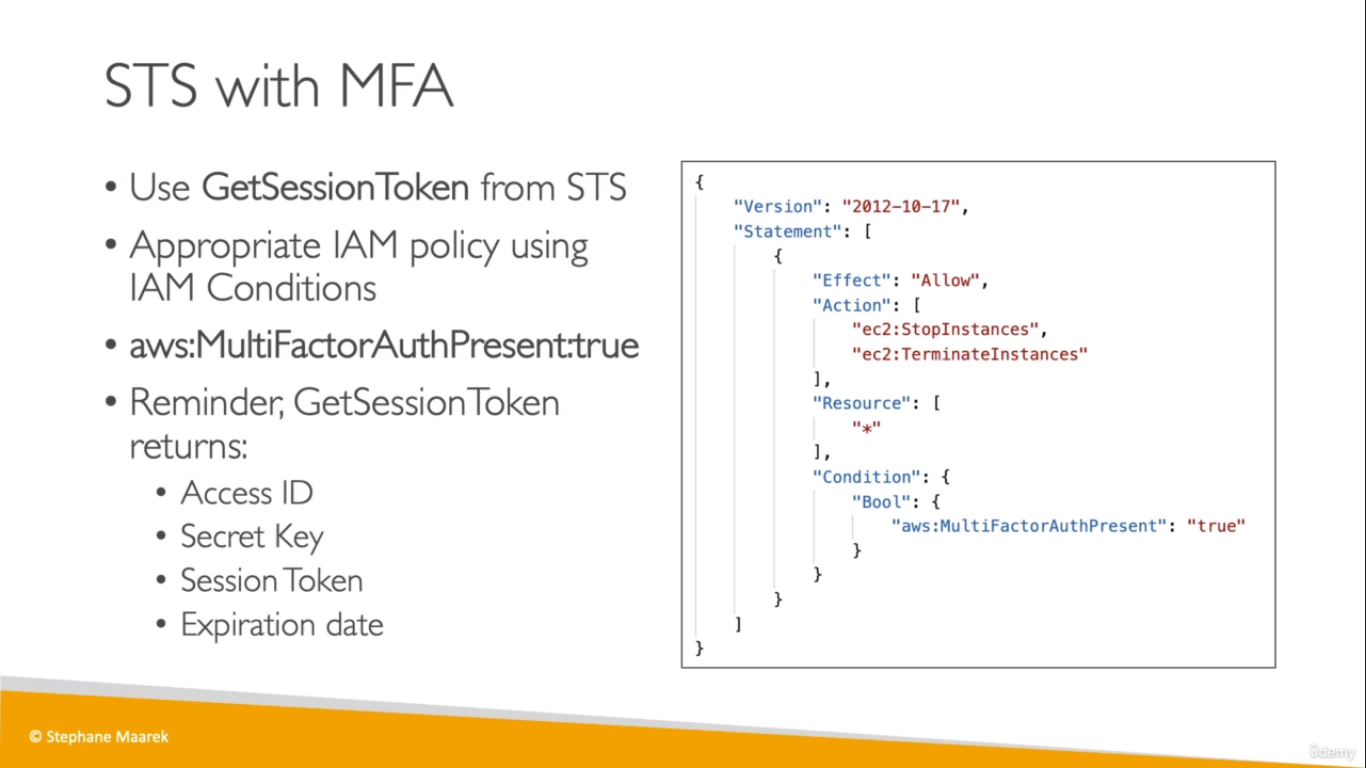 STS with MFA
• Use GetSessionToken from STS
• Appropriate IAM policy using
IAM Conditions
• aws:MultiFactorAuthPresent:true
• Reminder, GetSessionToken
returns:
• Access ID
• Secret Key
• Session Token
• Expiration date
{
"Version": "2012-10-17",
"Statement": [
{
"Effect": "Allow",
"Action": [
"ec2:StopInstances",
"ec2:TerminateInstances"
],
"Resource": [
"*"
],
"Condition": {
"Bool": {
"aws:MultiFactorAuthPresent": "true"
}
}
}
]
}
© Stephane Maarek
ûdemy